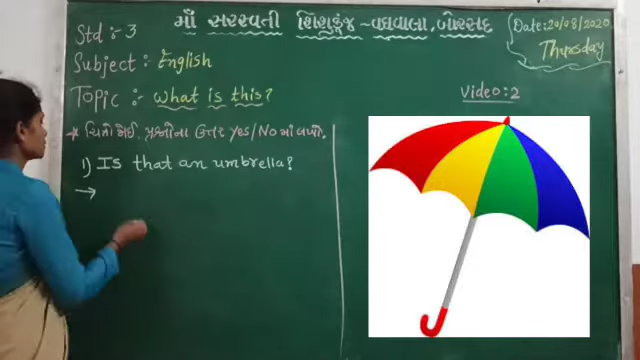 માઁ સરસ્વતી શિશુકુંજ - વઘવાલા, બોરસદ
Date: 20/08/2020
Thursday
Std :- 3
Subject : English
Topic :- What is this?
Video : 2
* ચિત્રો જોઈ, પ્રશ્નોના ઉત્તર Yes/No માં લખો.
1) Is that an umbrella?
→